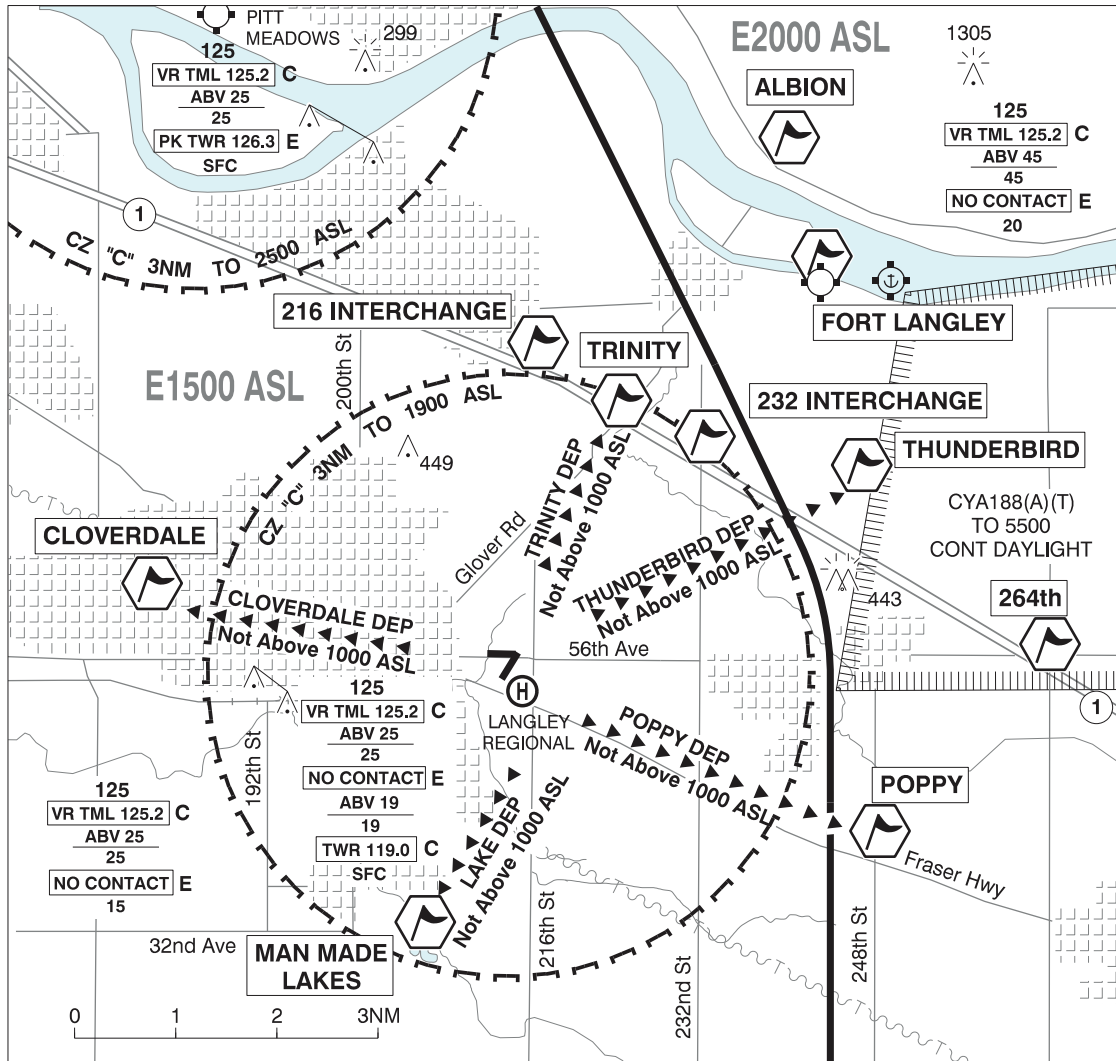 PITT
MEADOWS
299
125
VR TML 125.2 C
ABV 25
25
PK TWR 126.3 E
SFC
E2000 ASL
1305
ALBION
125
VR TML 125.2 C
ABV 45
45
NO CONTACT E
20
1
CZ "C" 3NM TO 2500 ASL
216 INTERCHANGE
TRINITY
FORT LANGLEY
E1500 ASL
200th St
232 INTERCHANGE
THUNDERBIRD
CZ "C" 3NM TO 1900 ASL
449
CYA188(A)(T)
TO 5500
CONT DAYLIGHT
CLOVERDALE
Glover Rd
TRINITY DEP
Not Above 1000 ASL
THUNDERBIRD DEP
Not Above 1000 ASL
443
264th
CLOVERDALE DEP
Not Above 1000 ASL
56th Ave
H
LANGLEY
REGIONAL
125
VR TML 125.2 C
ABV 25
25
NO CONTACT E
ABV 19
19
TWR 119.0 C
SFC
POPPY DEP
Not Above 1000 ASL
1
192th St
125
VR TML 125.2 C
ABV 25
25
NO CONTACT E
15
LAKE DEP
Not Above 1000 ASL
POPPY
Fraser Hwy
32nd Ave
MAN MADE
LAKES
216th St
232nd St
248th St
0 1 2 3NM